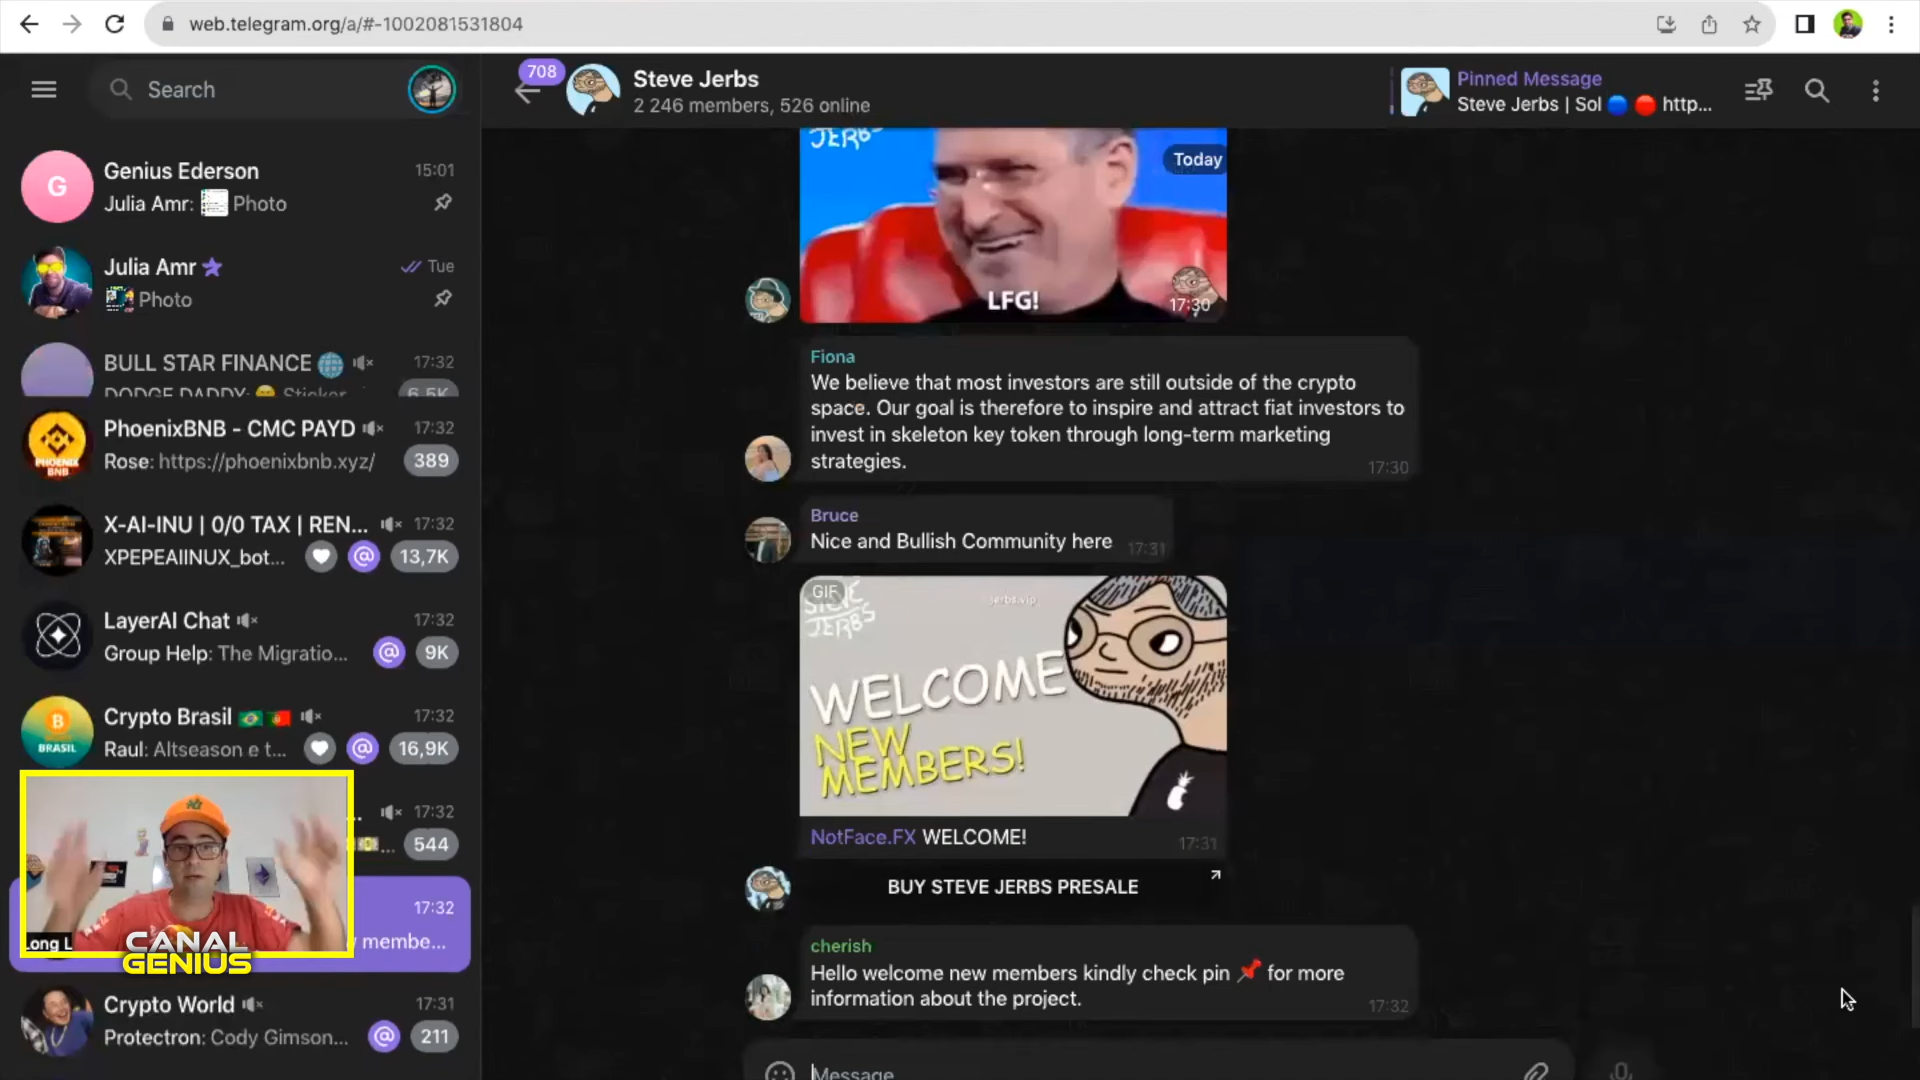 web.telegram.org/a/#-1002081531804
Search
G
Genius Ederson
15:01
Julia Amr: Photo
Julia Amr
Tue
Photo
BULL STAR FINANCE
17:32
DODGE DADDY: Sticker
6,5K
PHOENIX
BNB
PhoenixBNB - CMC PAYD
17:32
Rose: https://phoenixbnb.xyz/
389
X-AI-INU | 0/0 TAX | REN...
17:32
XPEPEAIINUX_bot...
@
13,7K
LayerAI Chat
17:32
Group Help: The Migratio...
@
9K
BRASIL
Crypto Brasil
17:32
Raul: Altseason e t...
@
16,9K
...
17:32
...
544
17:32
membe...
Long L
CANAL
GENIUS
Crypto World
17:31
Protectron: Cody Gimson...
@
211
708
Steve Jerbs
2 246 members, 526 online
Pinned Message
Steve Jerbs | Sol 🔵 🔴 http...
JERBS
Today
LFG!
17:30
Fiona
We believe that most investors are still outside of the crypto
space. Our goal is therefore to inspire and attract fiat investors to
invest in skeleton key token through long-term marketing
strategies.
17:30
Bruce
Nice and Bullish Community here
17:31
GIF
STEVE
JERBS
jerbs.vip
WELCOME
NEW
MEMBERS!
NotFace.FX WELCOME!
17:31
BUY STEVE JERBS PRESALE
cherish
Hello welcome new members kindly check pin 📌 for more
information about the project.
17:32
Message